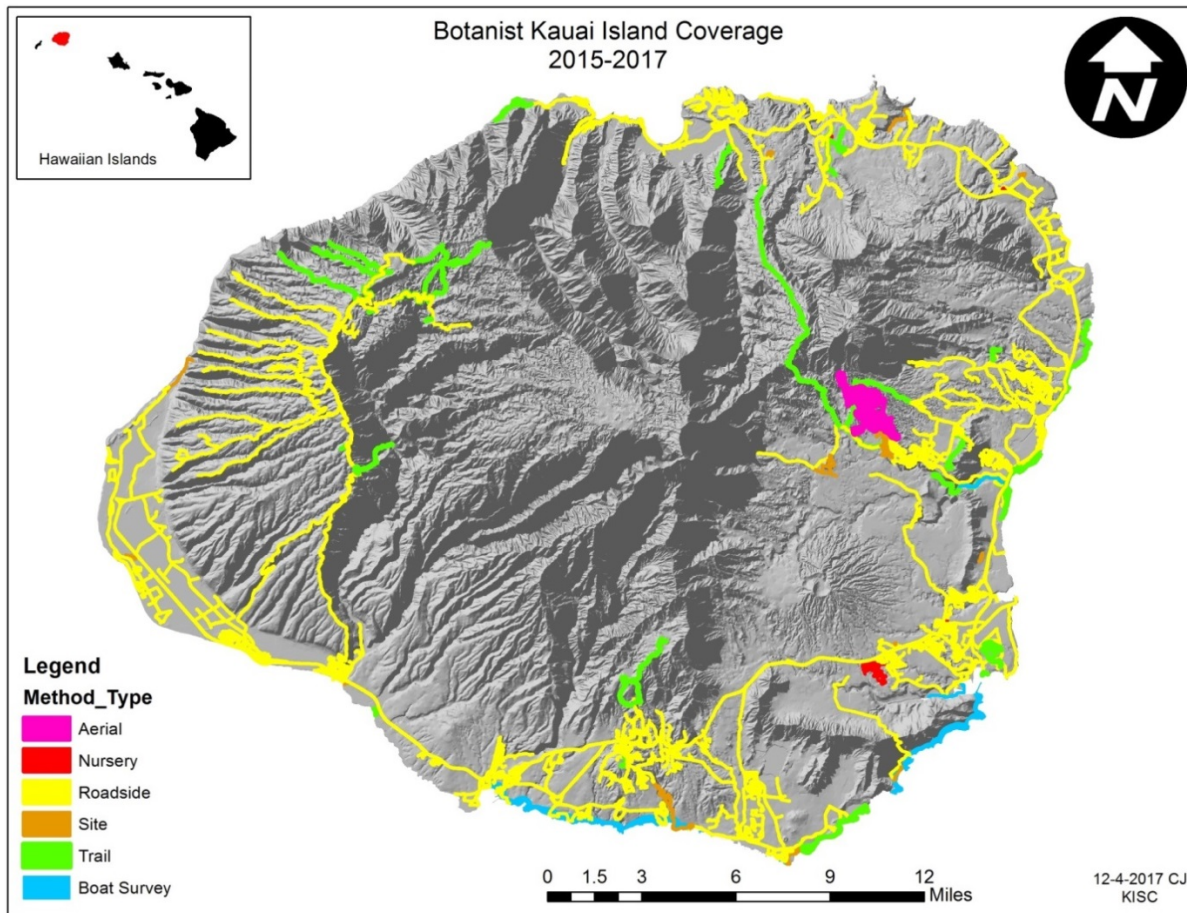 Botanist Kauai Island Coverage
2015-2017
N
Hawaiian Islands
Legend
Method_Type
Aerial
Nursery
Roadside
Site
Trail
Boat Survey
0 1.5 3 6 9 12
Miles
12-4-2017 CJ
KISC